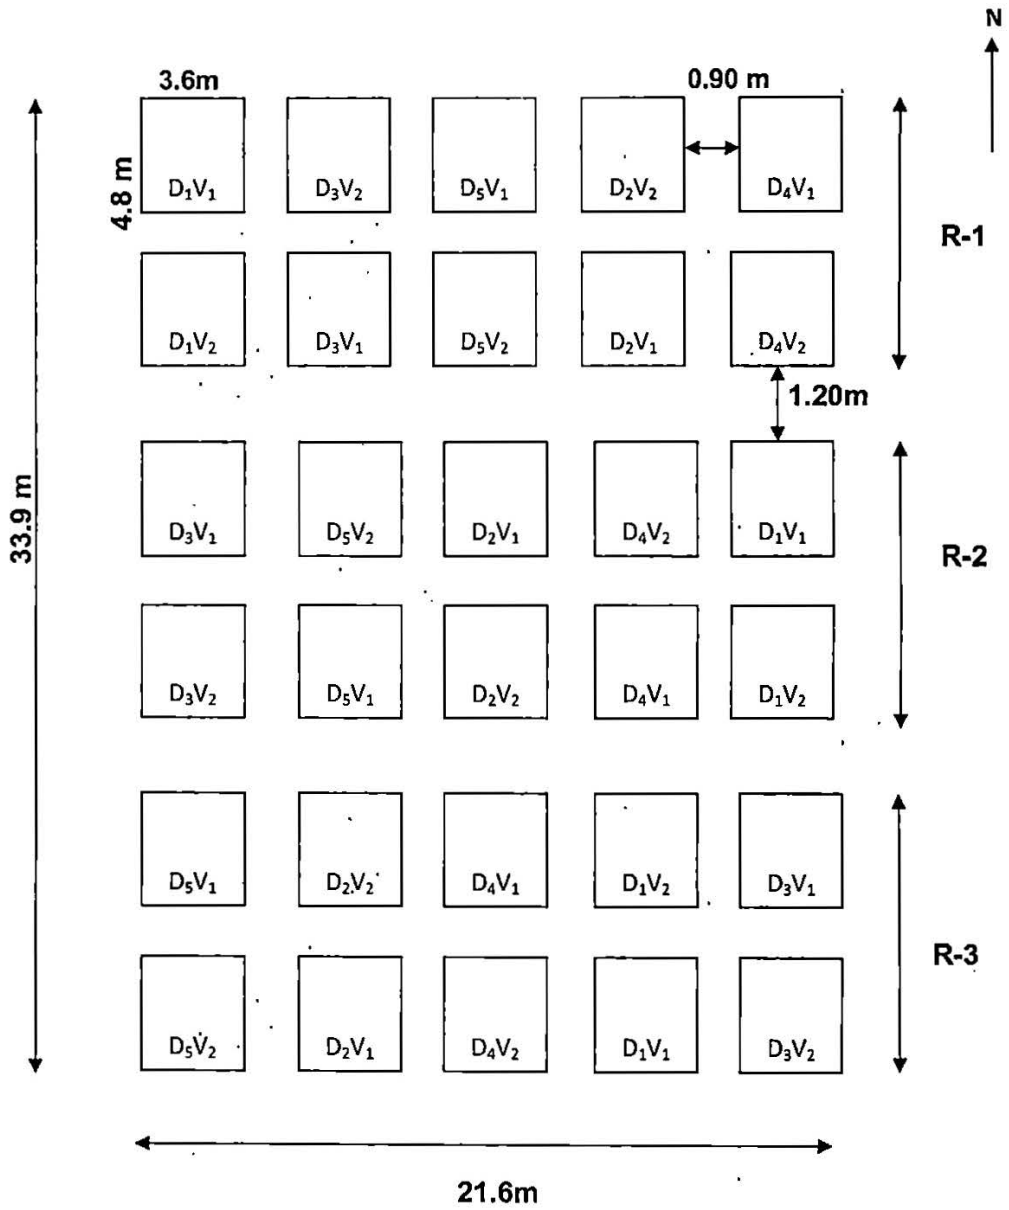 N
3.6m 0.90 m
4.8 m
D₁V₁ D₃V₂ D₅V₁ D₂V₂ D₄V₁
R-1
D₁V₂ D₃V₁ D₅V₂ D₂V₁ D₄V₂
1.20m
33.9 m
D₃V₁ D₅V₂ D₂V₁ D₄V₂ D₁V₁
R-2
D₃V₂ D₅V₁ D₂V₂ D₄V₁ D₁V₂
D₅V₁ D₂V₂ D₄V₁ D₁V₂ D₃V₁
R-3
D₅V₂ D₂V₁ D₄V₂ D₁V₁ D₃V₂
21.6m